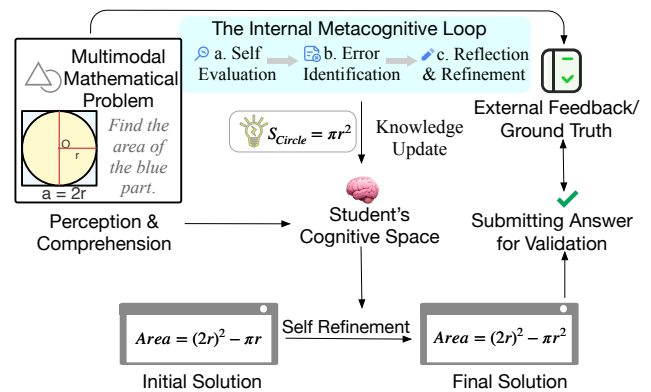 The Internal Metacognitive Loop
a. Self
Evaluation
b. Error
Identification
c. Reflection
& Refinement
Multimodal
Mathematical
Problem
Find the
area of
the blue
part.
O
r
a = 2r
External Feedback/
Ground Truth
S_{Circle} = πr²
Knowledge
Update
Perception &
Comprehension
Student's
Cognitive Space
Submitting Answer
for Validation
Area = (2r)² − πr
Self Refinement
Area = (2r)² − πr²
Initial Solution
Final Solution